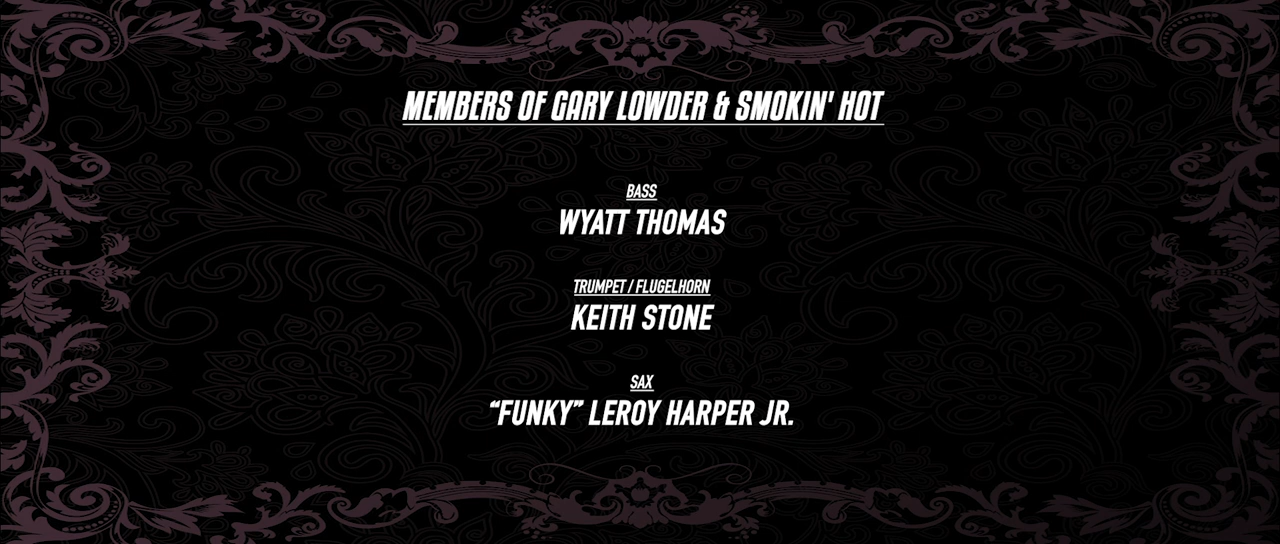 MEMBERS OF GARY LOWDER & SMOKIN' HOT
BASS
WYATT THOMAS
TRUMPET / FLUGELHORN
KEITH STONE
SAX
“FUNKY” LEROY HARPER JR.